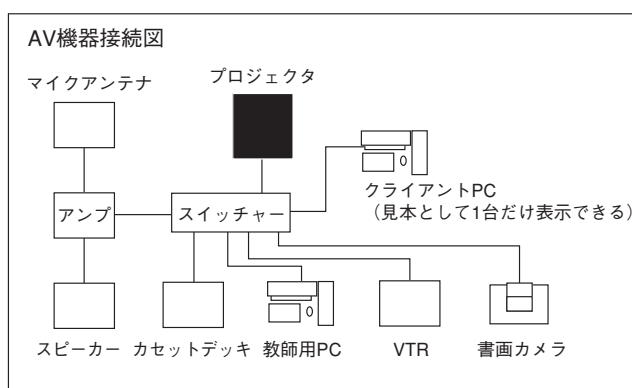 AV機器接続図
マイクアンテナ
プロジェクタ
クライアントPC
（見本として1台だけ表示できる）
アンプ
スイッチャー
スピーカー
カセットデッキ
教師用PC
VTR
書画カメラ